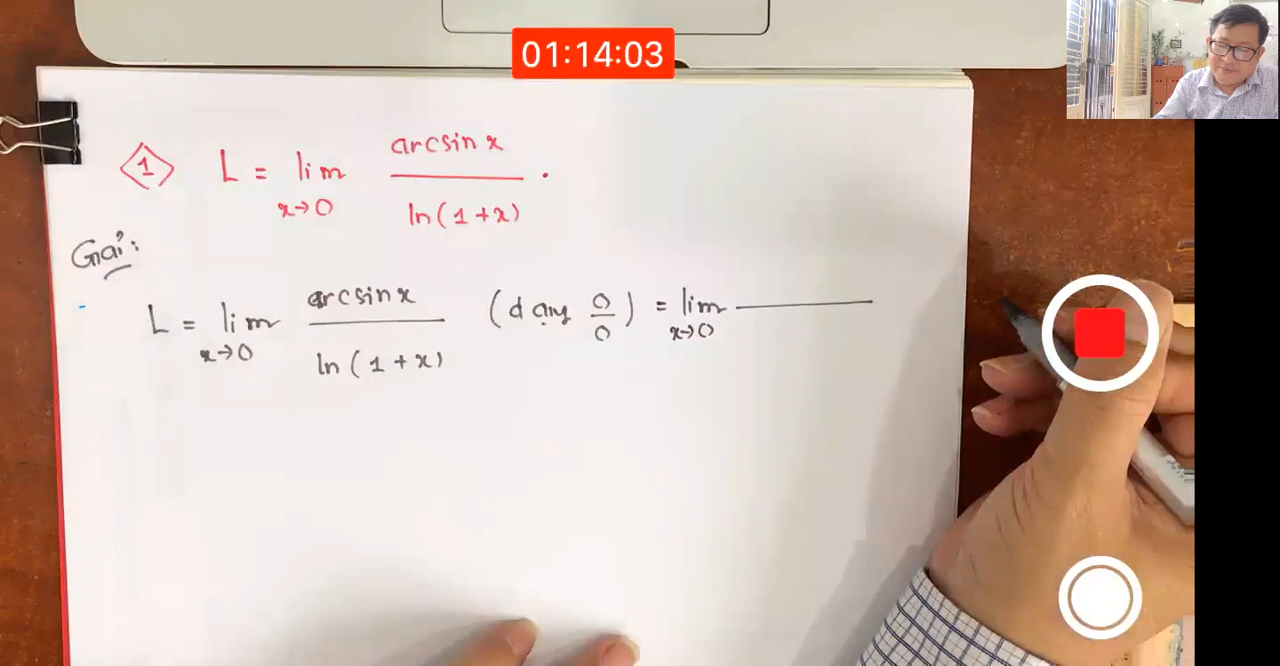 01:14:03
1 L = lim x→0 arcsin x / ln(1+x) .
Giải:
L = lim x→0 arcsin x / ln(1+x) (dạng 0/0) = lim x→0